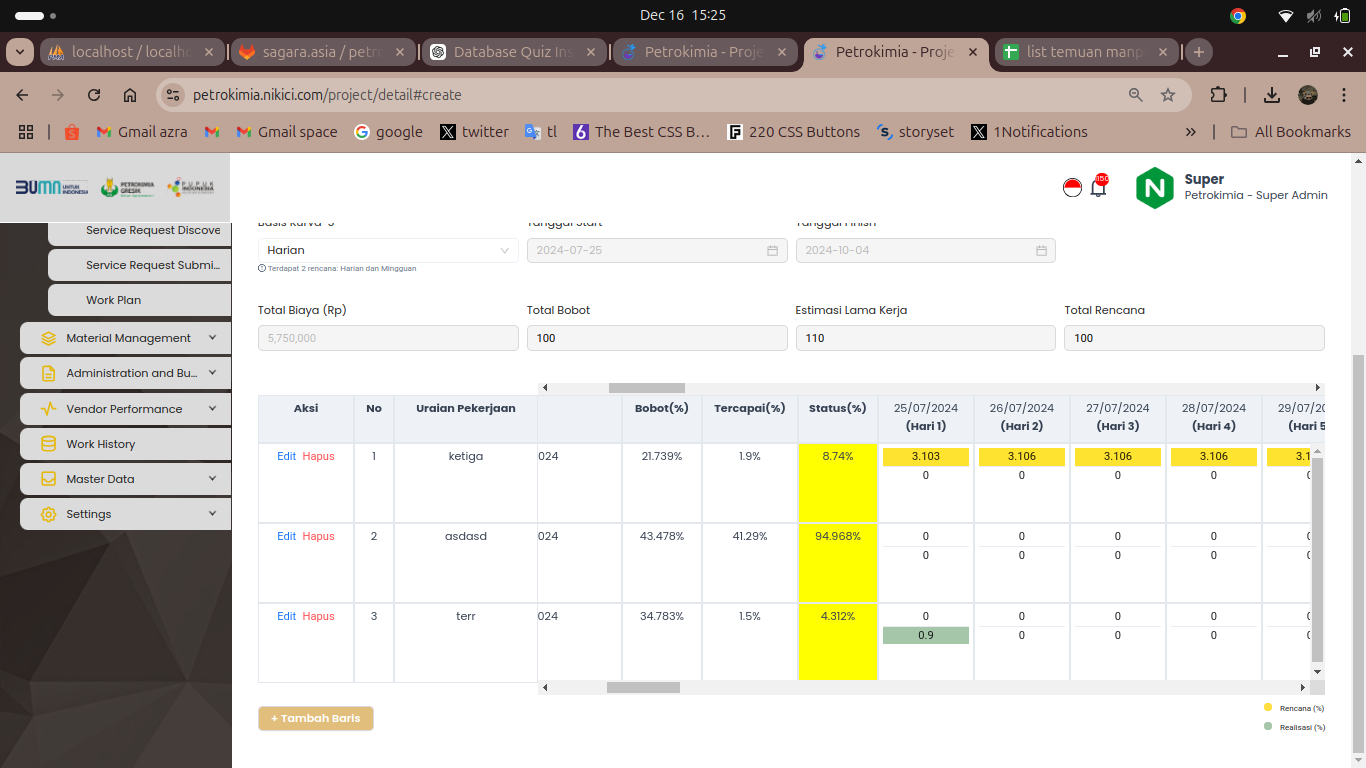 Dec 16 15:25
localhost / localh
sagara.asia / petr
Database Quiz Ins
Petrokimia - Proje
Petrokimia - Proje
list temuan manp
petrokimia.nikici.com/project/detail#create
Gmail azra
Gmail space
google
twitter
tl
The Best CSS B…
220 CSS Buttons
storyset
1Notifications
»
All Bookmarks
BUMN UNTUK INDONESIA
PETROKIMIA GRESIK
PUPUK INDONESIA
Super
Petrokimia - Super Admin
Service Request Discove
Service Request Submi...
Work Plan
Material Management
Administration and Bu...
Vendor Performance
Work History
Master Data
Settings
Basis Kurva-S
Tanggal Start
Tanggal Finish
Harian
2024-07-25
2024-10-04
Terdapat 2 rencana: Harian dan Mingguan
Total Biaya (Rp)
Total Bobot
Estimasi Lama Kerja
Total Rencana
5,750,000
100
110
100
Aksi No Uraian Pekerjaan Bobot(%) Tercapai(%) Status(%) 25/07/2024 26/07/2024 27/07/2024 28/07/2024 29/07/20
(Hari 1) (Hari 2) (Hari 3) (Hari 4) (Hari 5
Edit Hapus 1 ketiga 024 21.739% 1.9% 8.74% 3.103 3.106 3.106 3.106 3.1
0 0 0 0 0
Edit Hapus 2 asdasd 024 43.478% 41.29% 94.968% 0 0 0 0 0
0 0 0 0 0
Edit Hapus 3 terr 024 34.783% 1.5% 4.312% 0 0 0 0 0
0.9 0 0 0 0
+ Tambah Baris
Rencana (%)
Realisasi (%)